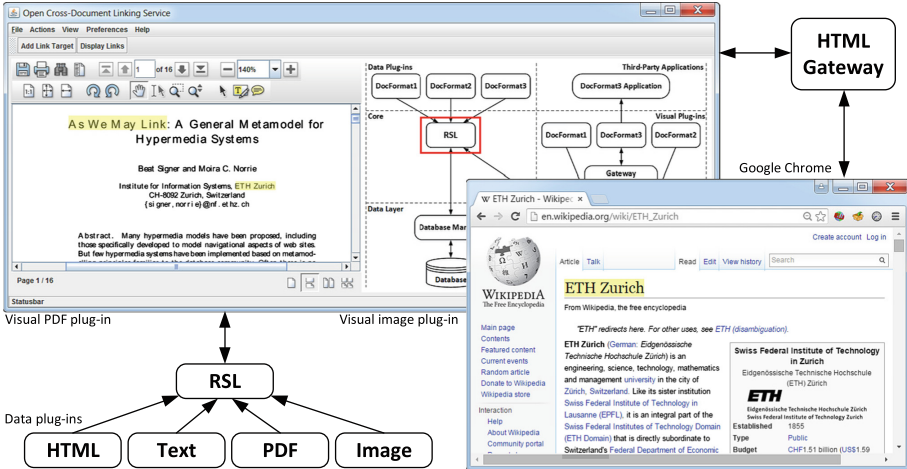 Open Cross-Document Linking Service
File Actions View Preferences Help
Add Link Target Display Links
1 of 16 140%
As We May Link: A General Metamodel for
Hypermedia Systems
Beat Signer and Moira C. Norrie
Institute for Information Systems, ETH Zurich
CH-8092 Zurich, Switzerland
{signer,norrie}@nf.ethz.ch
Abstract. Many hypermedia models have been proposed, including
those specifically developed to model navigational aspects of web sites.
But few hypermedia systems have been implemented based on metamod-
Page 1 / 16
Statusbar
Data Plug-ins
DocFormat1 DocFormat2 DocFormat3
Core
RSL
Data Layer
Database Man
Database
Third-Party Applications
DocFormat3 Application
Visual Plug-ins
DocFormat1 DocFormat3 DocFormat2
Gateway
HTML
Gateway
Google Chrome
W ETH Zurich - Wikipec
en.wikipedia.org/wiki/ETH_Zurich
Create account Log in
Article Talk Read Edit View history Search
WIKIPEDIA
The Free Encyclopedia
Main page
Contents
Featured content
Current events
Random article
Donate to Wikipedia
Wikipedia store
Interaction
Help
About Wikipedia
Community portal
ETH Zurich
From Wikipedia, the free encyclopedia
"ETH" redirects here. For other uses, see ETH (disambiguation).
ETH Zürich (German: Eidgenössische
Technische Hochschule Zürich) is an
engineering, science, technology, mathematics
and management university in the city of
Zürich, Switzerland. Like its sister institution
Swiss Federal Institute of Technology in
Lausanne (EPFL), it is an integral part of the
Swiss Federal Institutes of Technology Domain
(ETH Domain) that is directly subordinate to
Switzerland's Federal Department of Economic
Swiss Federal Institute of Technology
in Zurich
Eidgenössische Technische Hochschule
(ETH) Zürich
ETH
Eidgenössische Technische Hochschule Zürich
Swiss Federal Institute of Technology Zurich
Established 1855
Type Public
Budget CHF1.51 billion (US$1.59
Visual PDF plug-in
Visual image plug-in
RSL
Data plug-ins
HTML Text PDF Image